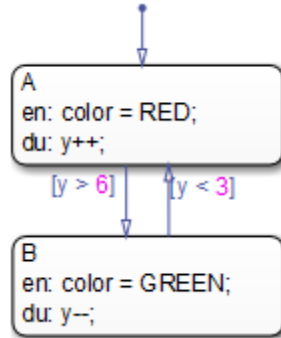 A
en: color = RED;
du: y++;
[y > 6] [y < 3]
B
en: color = GREEN;
du: y--;